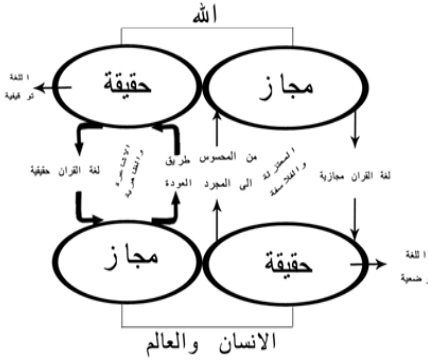 الله
مجاز
حقيقة
اللغة
توقيفية
لغة القران مجازية
المعتزلة
والفلاسفة
من المحسوس
الى المجرد
طريق
العودة
الاشاعرة
والظاهرية
لغة القران حقيقية
حقيقة
مجاز
اللغة
وضعية
الانسان والعالم